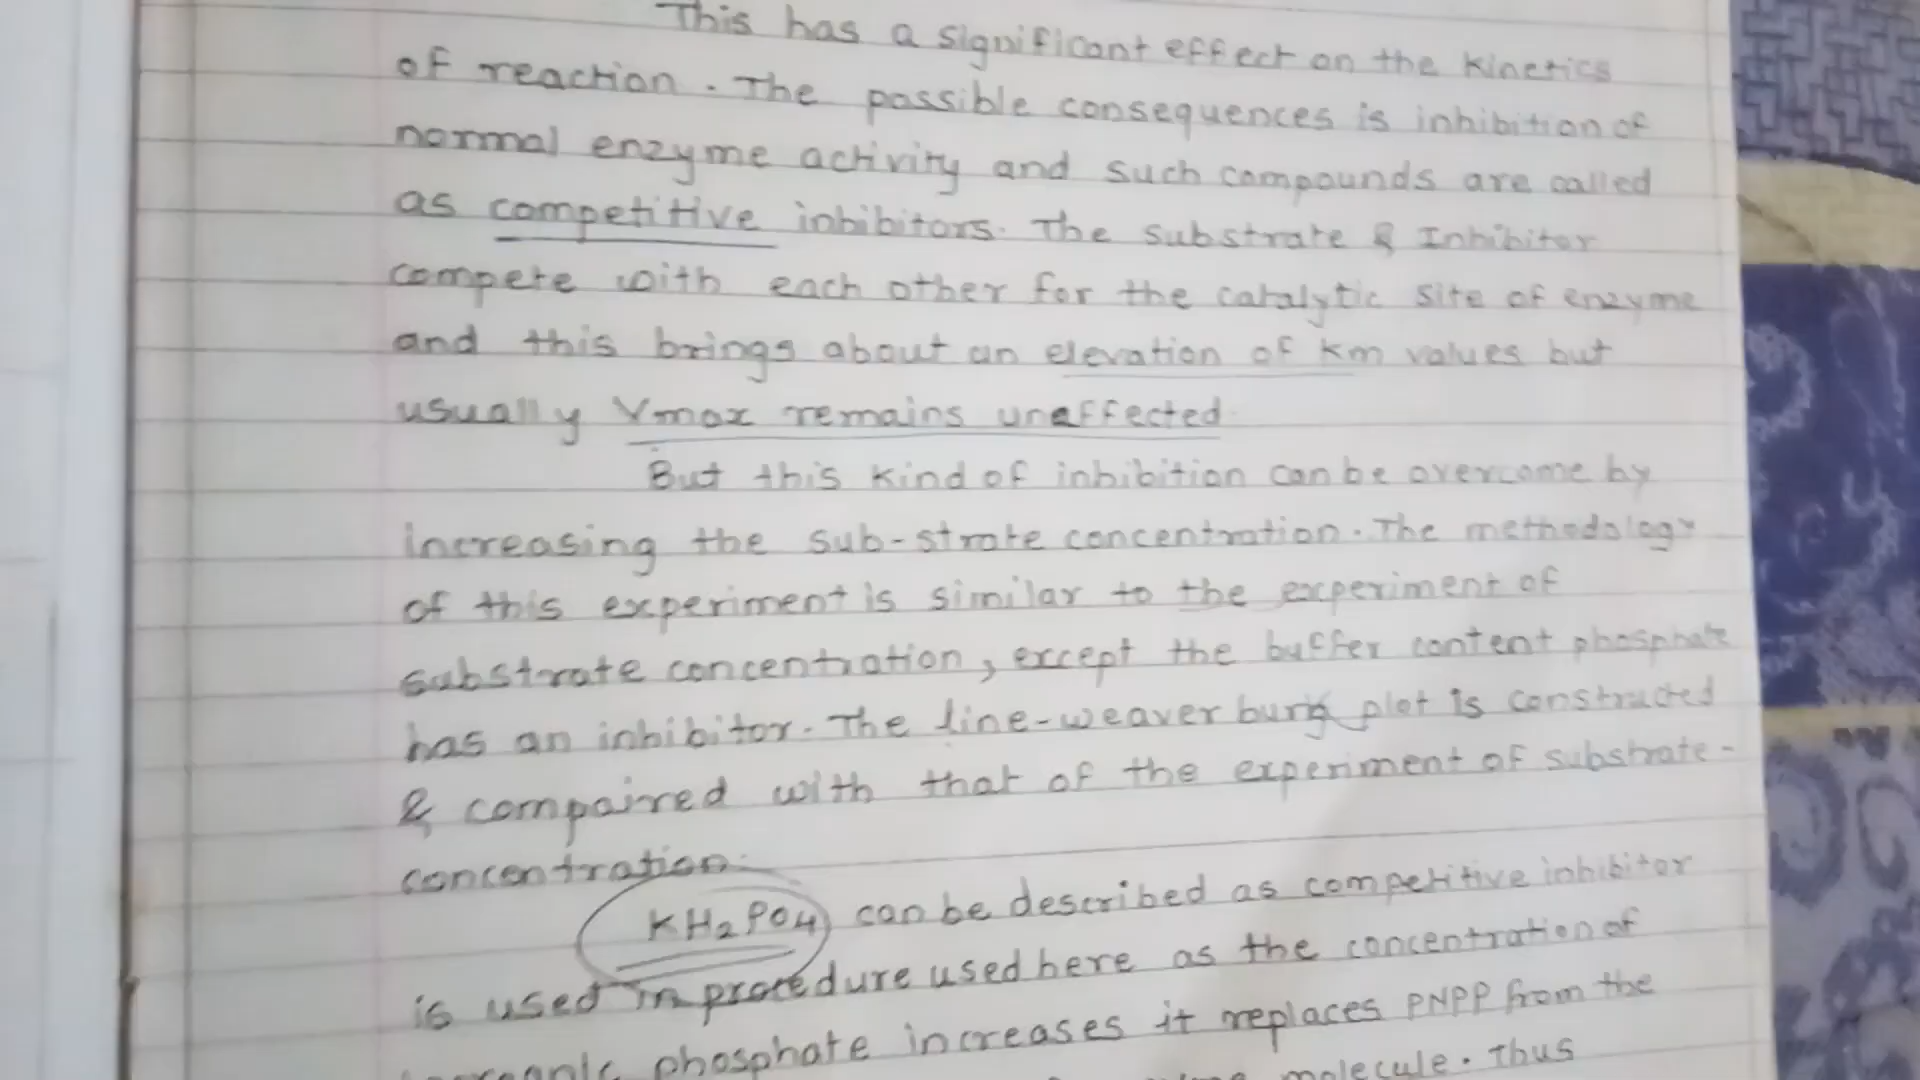 This has a significant effect on the kinetics
of reaction. The possible consequences is inhibition of
normal enzyme activity and such compounds are called
as competitive inhibitors. The substrate & Inhibitor
compete with each other for the catalytic site of enzyme
and this brings about an elevation of Km values but
usually Vmax remains unaffected.
But this kind of inhibition can be overcome by
increasing the sub-strate concentration. The methodology
of this experiment is similar to the experiment of
substrate concentration, except the buffer content phosphate
has an inhibitor. The line-weaver burk plot is constructed
& compaired with that of the experiment of substrate-
concentration.
KH2PO4 can be described as competitive inhibitor
is used in procedure used here as the concentration of
phosphate increases it replaces PNPP from the
molecule. Thus